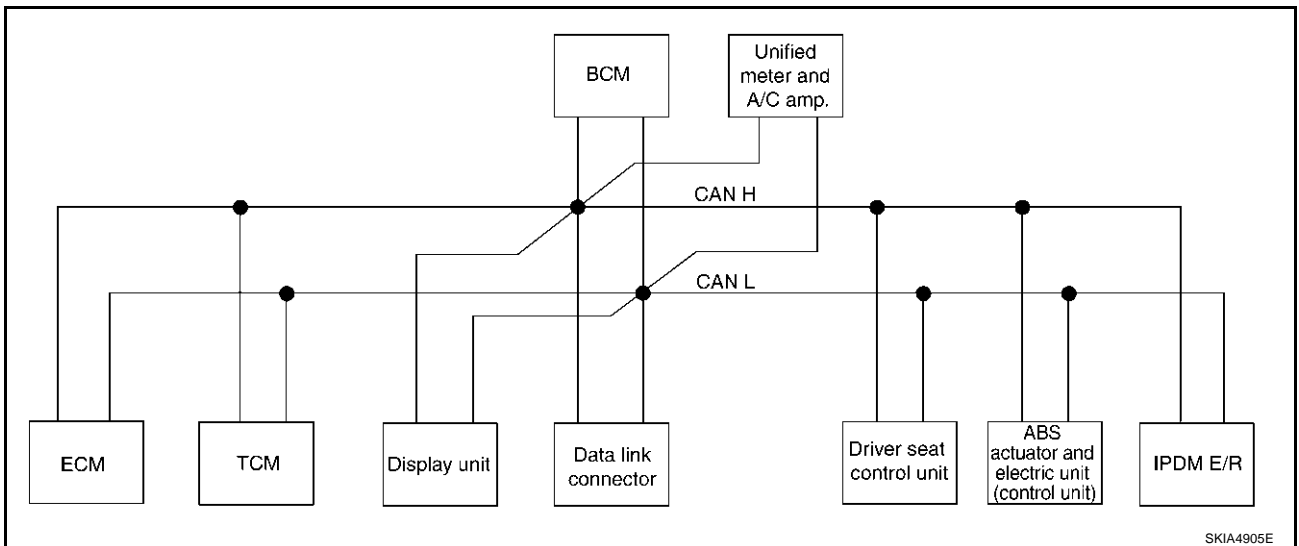 BCM
Unified
meter and
A/C amp.
CAN H
CAN L
ECM
TCM
Display unit
Data link
connector
Driver seat
control unit
ABS
actuator and
electric unit
(control unit)
IPDM E/R
SKIA4905E